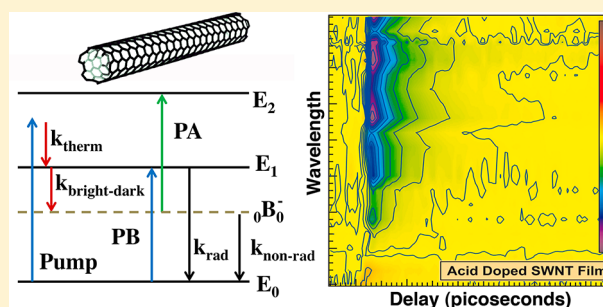 E₂
PA
k_therm
E₁
k_bright-dark
₀B₀⁻
PB
k_rad
k_non-rad
Pump
E₀
Wavelength
Acid Doped SWNT Film
Delay (picoseconds)